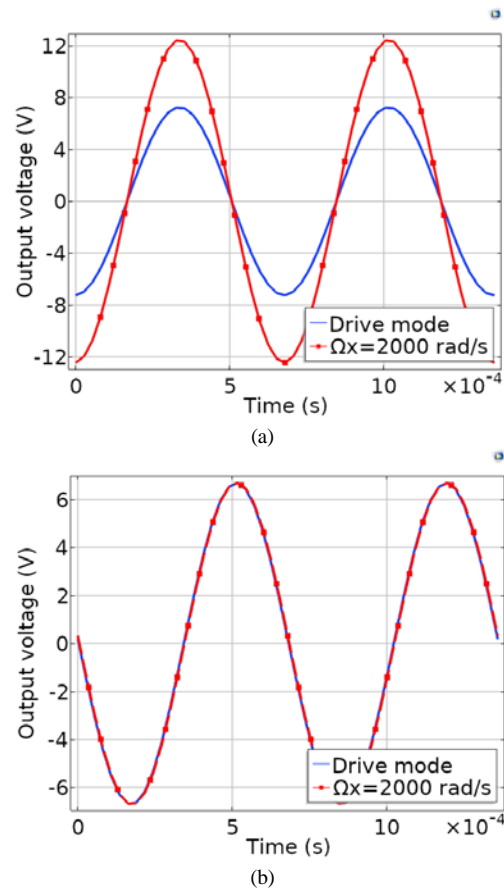 12
8
4
0
-4
-8
-12
Output voltage (V)
Drive mode
Ωx=2000 rad/s
0 5 10 ×10⁻⁴
Time (s)
(a)
6
4
2
0
-2
-4
-6
Output voltage (V)
Drive mode
Ωx=2000 rad/s
0 5 10 ×10⁻⁴
Time (s)
(b)